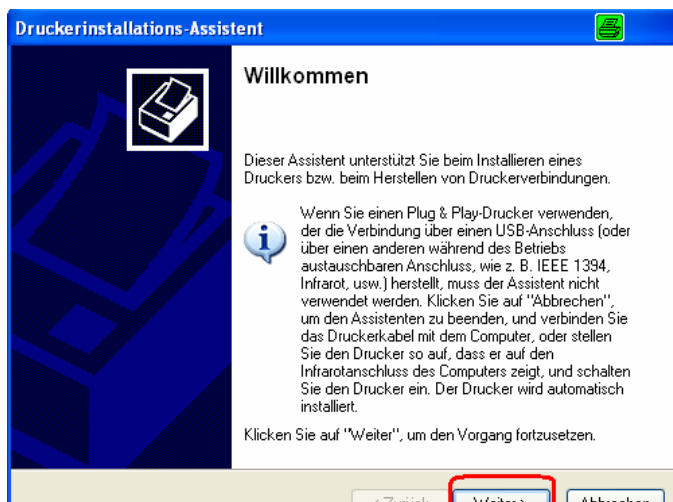 Druckerinstallations-Assistent
Willkommen
Dieser Assistent unterstützt Sie beim Installieren eines
Druckers bzw. beim Herstellen von Druckerverbindungen.
Wenn Sie einen Plug & Play-Drucker verwenden,
der die Verbindung über einen USB-Anschluss (oder
über einen anderen während des Betriebs
austauschbaren Anschluss, wie z. B. IEEE 1394,
Infrarot, usw.) herstellt, muss der Assistent nicht
verwendet werden. Klicken Sie auf "Abbrechen",
um den Assistenten zu beenden, und verbinden Sie
das Druckerkabel mit dem Computer, oder stellen
Sie den Drucker so auf, dass er auf den
Infrarotanschluss des Computers zeigt, und schalten
Sie den Drucker ein. Der Drucker wird automatisch
installiert.
Klicken Sie auf "Weiter", um den Vorgang fortzusetzen.
< Zurück Weiter > Abbrechen